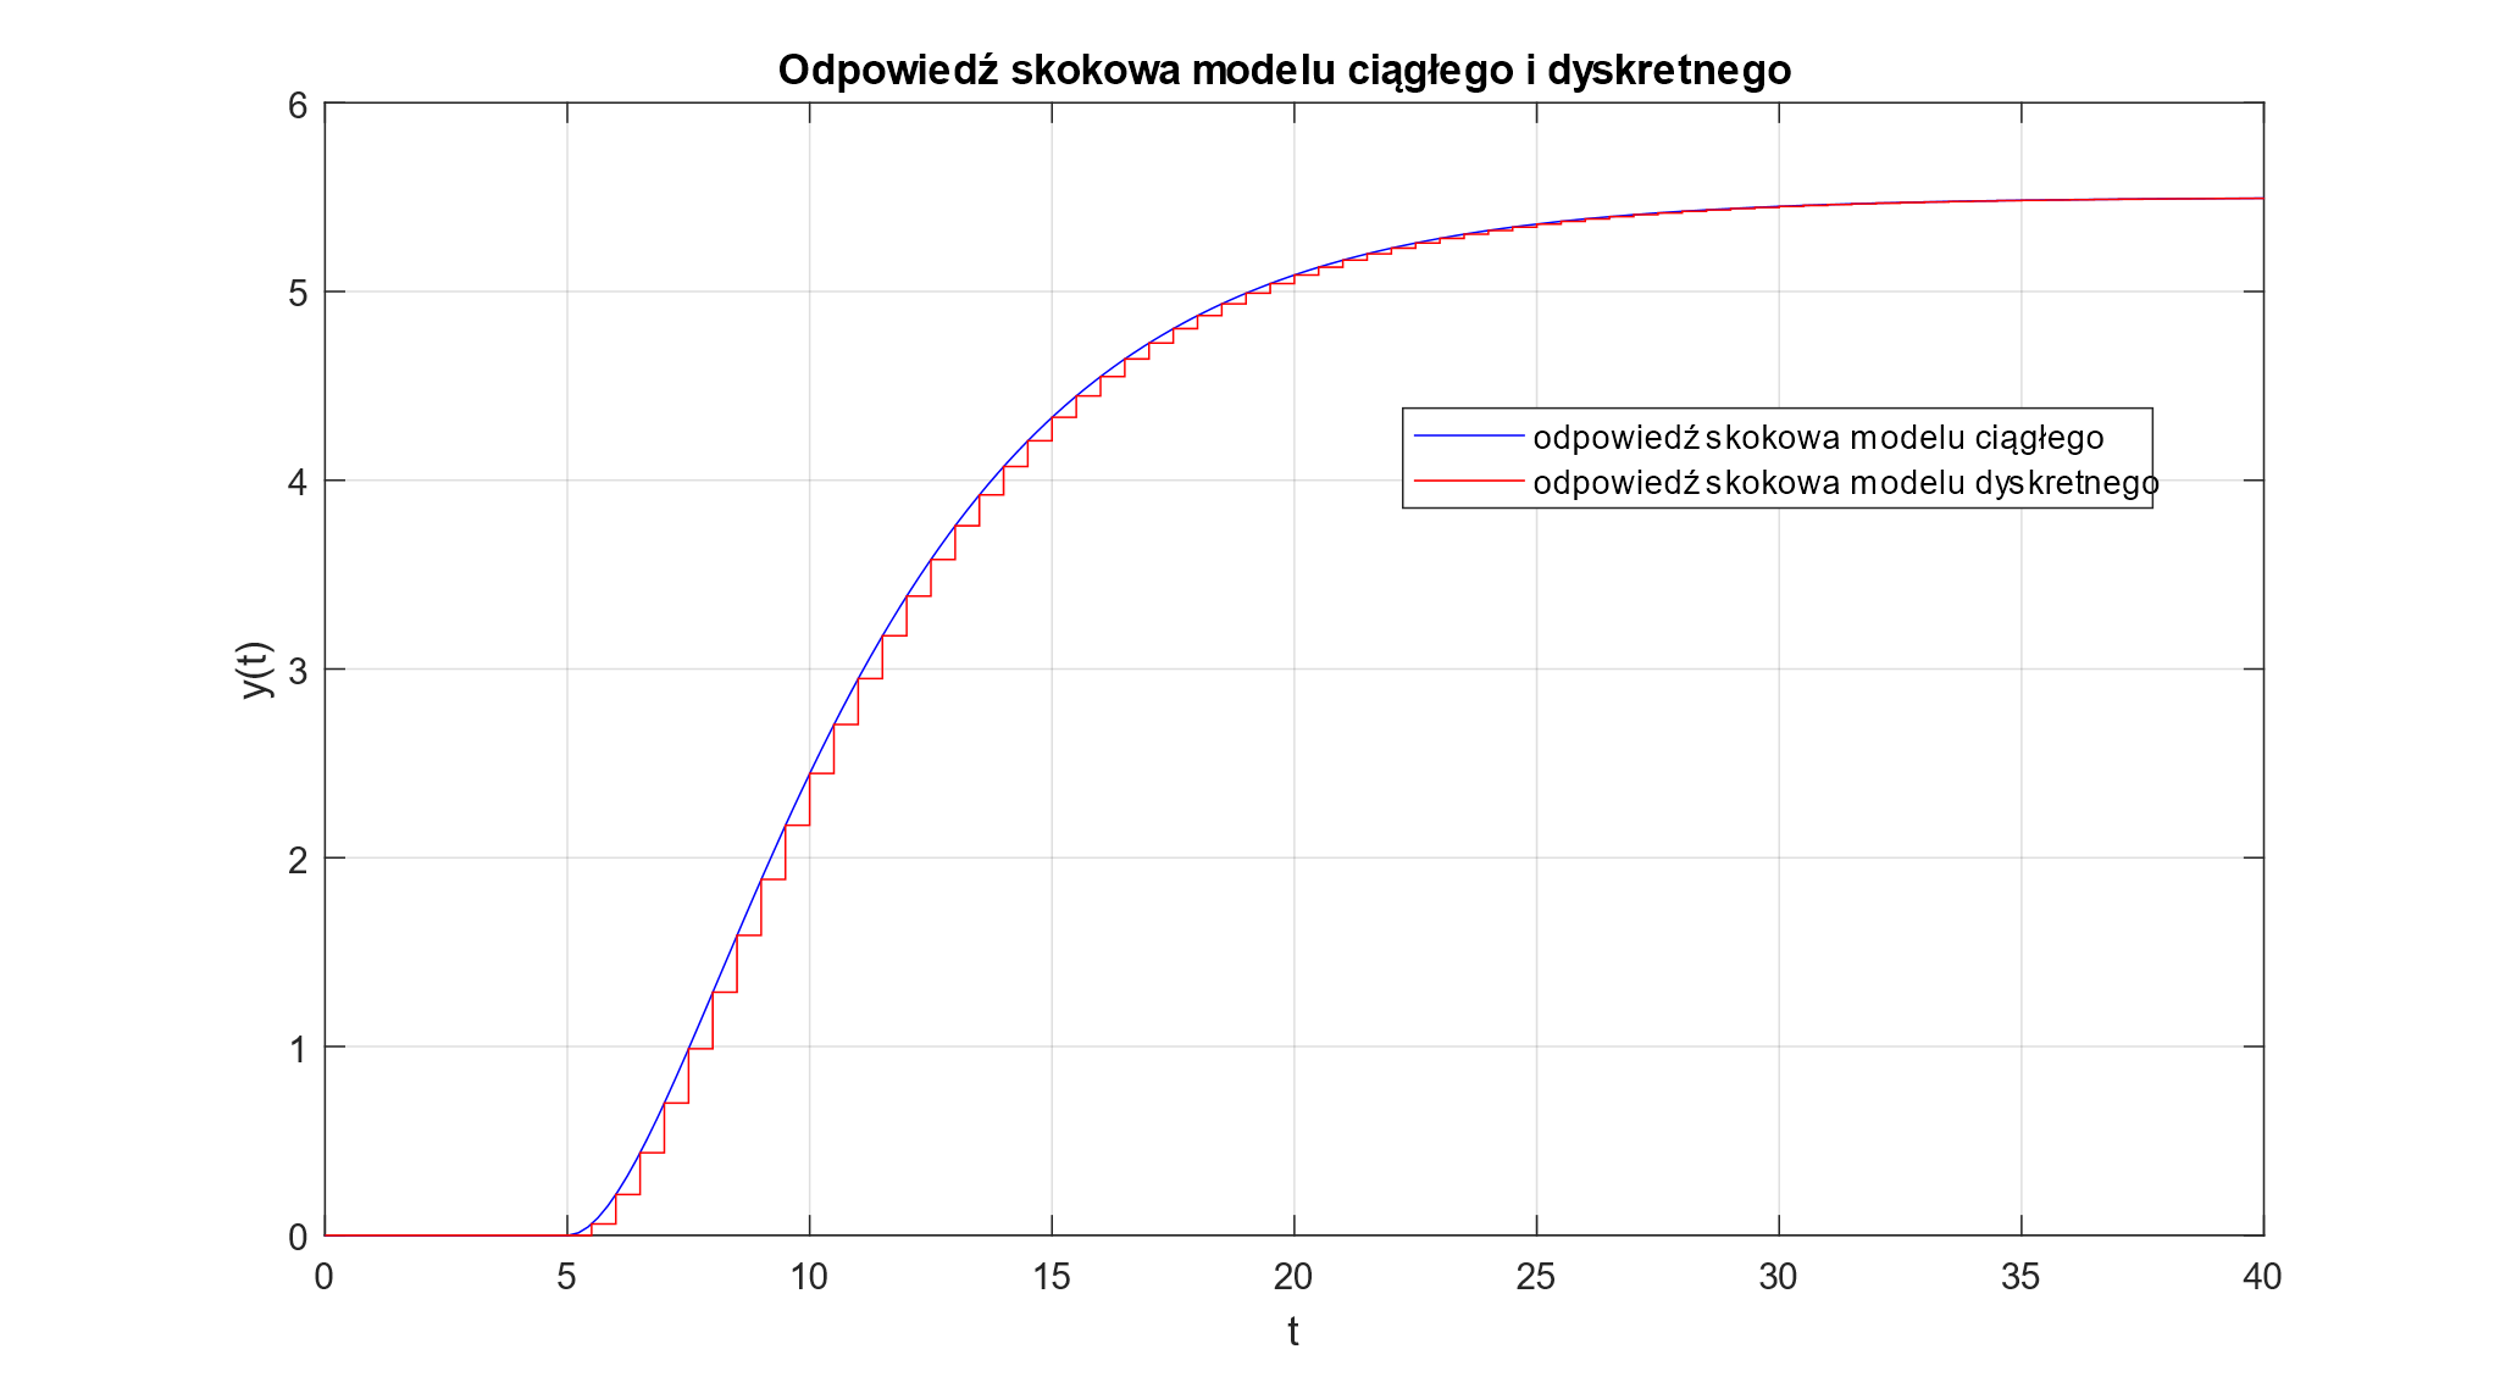 Odpowiedź skokowa modelu ciągłego i dyskretnego
6
5
4
3
2
1
0
y(t)
odpowiedź skokowa modelu ciągłego
odpowiedź skokowa modelu dyskretnego
0 5 10 15 20 25 30 35 40
t